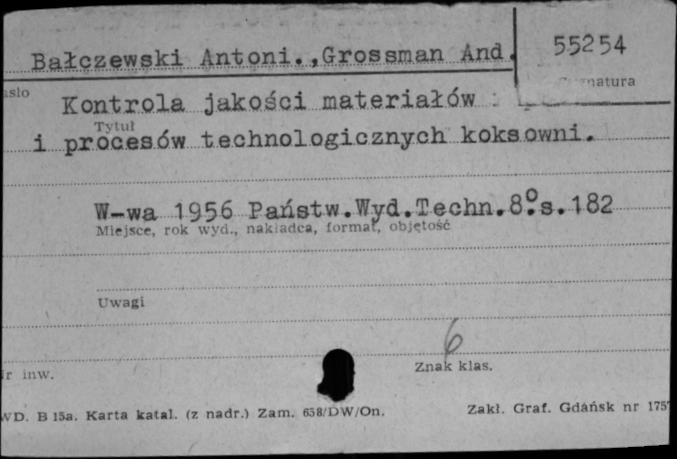 Bałczewski Antoni.,Grossman And.
55254
Kontrola jakości materiałów
Tytuł
i procesów technologicznych koksowni.
W-wa 1956 Państw.Wyd.Techn.8°s.182
Miejsce, rok wyd., nakładca, format, objętość
Uwagi
6
Znak klas.
inw.
B 15a. Karta katal. (z nadr.) Zam. 658/DW/On.
Zakł. Graf. Gdańsk nr